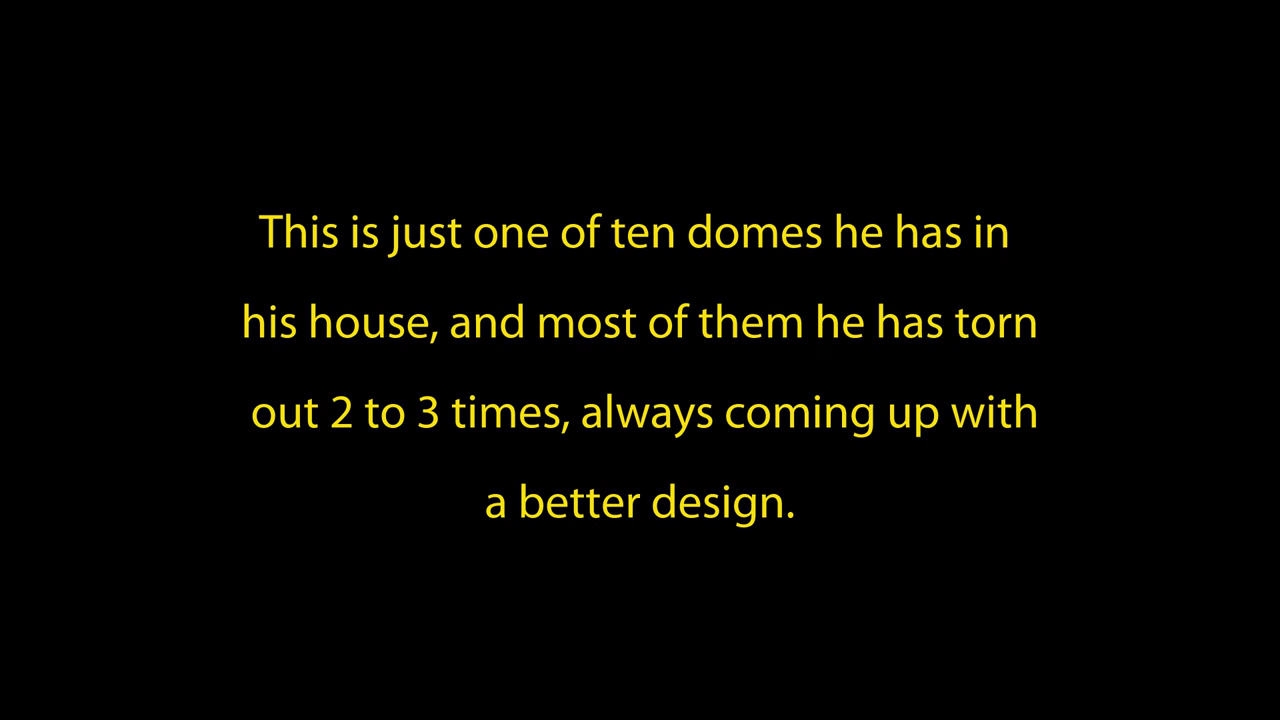 This is just one of ten domes he has in
his house, and most of them he has torn
out 2 to 3 times, always coming up with
a better design.